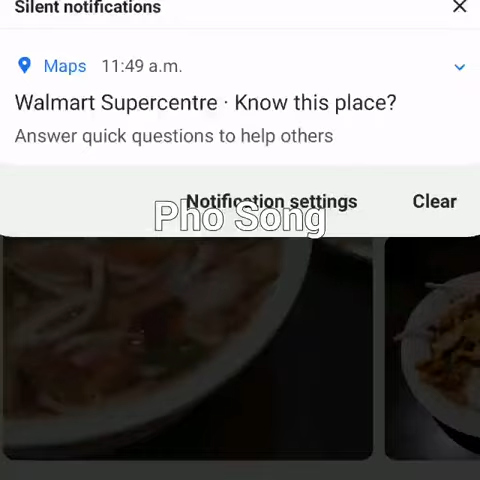 Silent notifications
Maps 11:49 a.m.
Walmart Supercentre · Know this place?
Answer quick questions to help others
Notification settings Clear
Pho Song